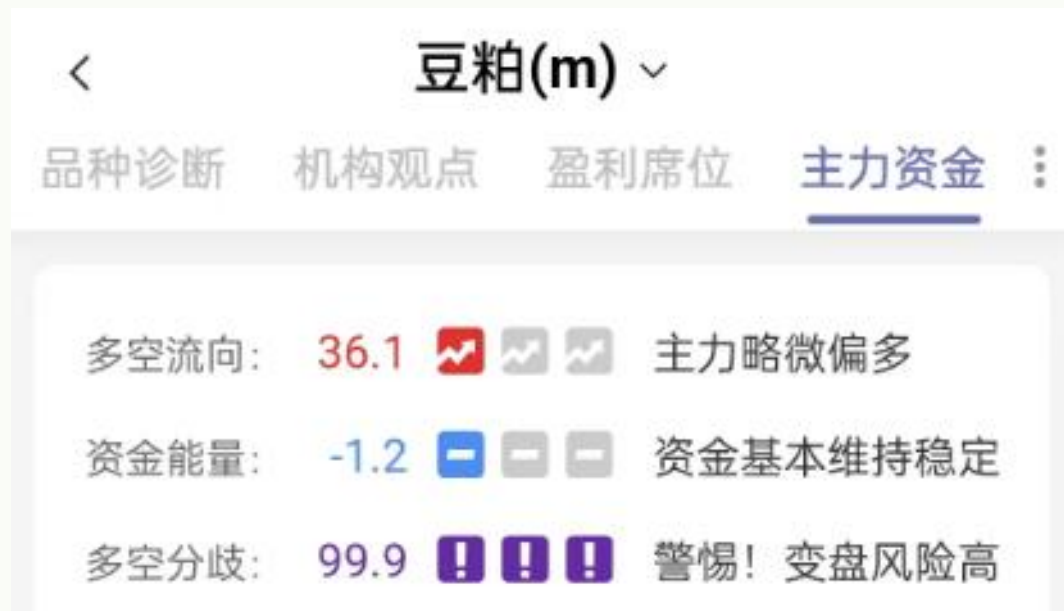 豆粕(m)
品种诊断 机构观点 盈利席位 主力资金
多空流向: 36.1 主力略微偏多
资金能量: -1.2 资金基本维持稳定
多空分歧: 99.9 警惕！变盘风险高